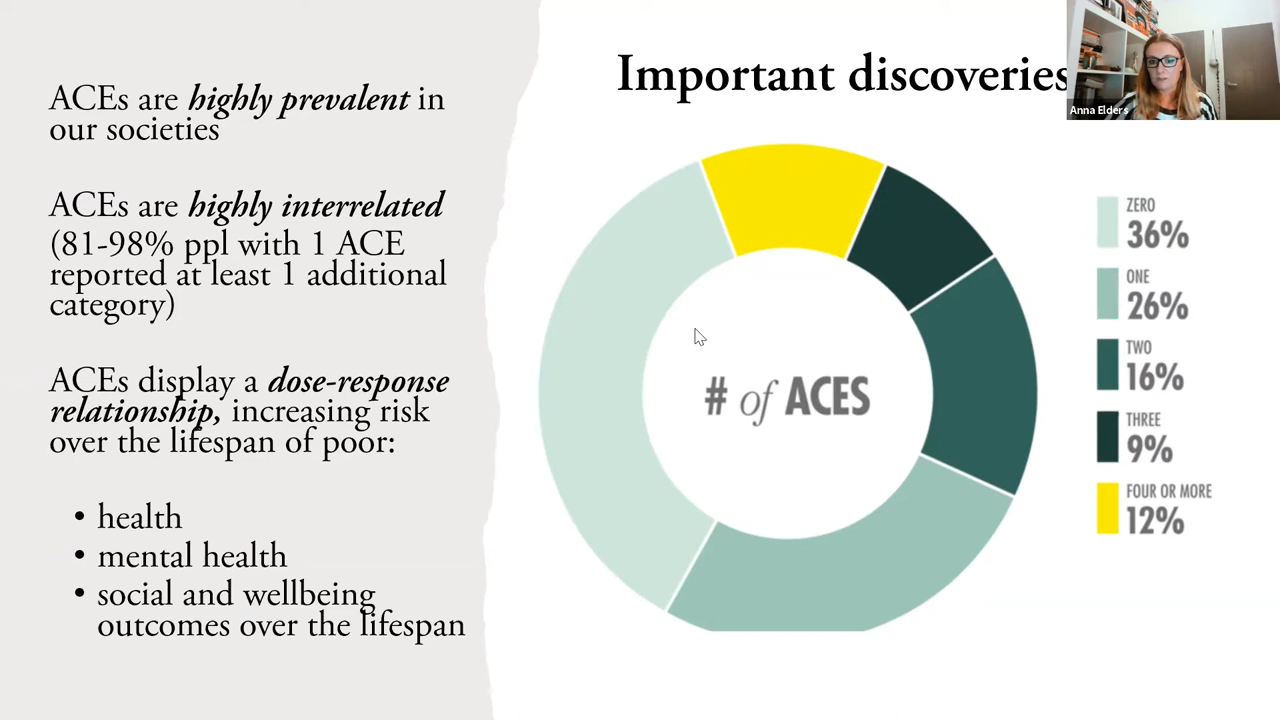 ACEs are highly prevalent in
our societies
ACEs are highly interrelated
(81-98% ppl with 1 ACE
reported at least 1 additional
category)
ACEs display a dose-response
relationship, increasing risk
over the lifespan of poor:
• health
• mental health
• social and wellbeing
outcomes over the lifespan
Important discoveries
Anna Elders
# of ACES
ZERO
36%
ONE
26%
TWO
16%
THREE
9%
FOUR OR MORE
12%